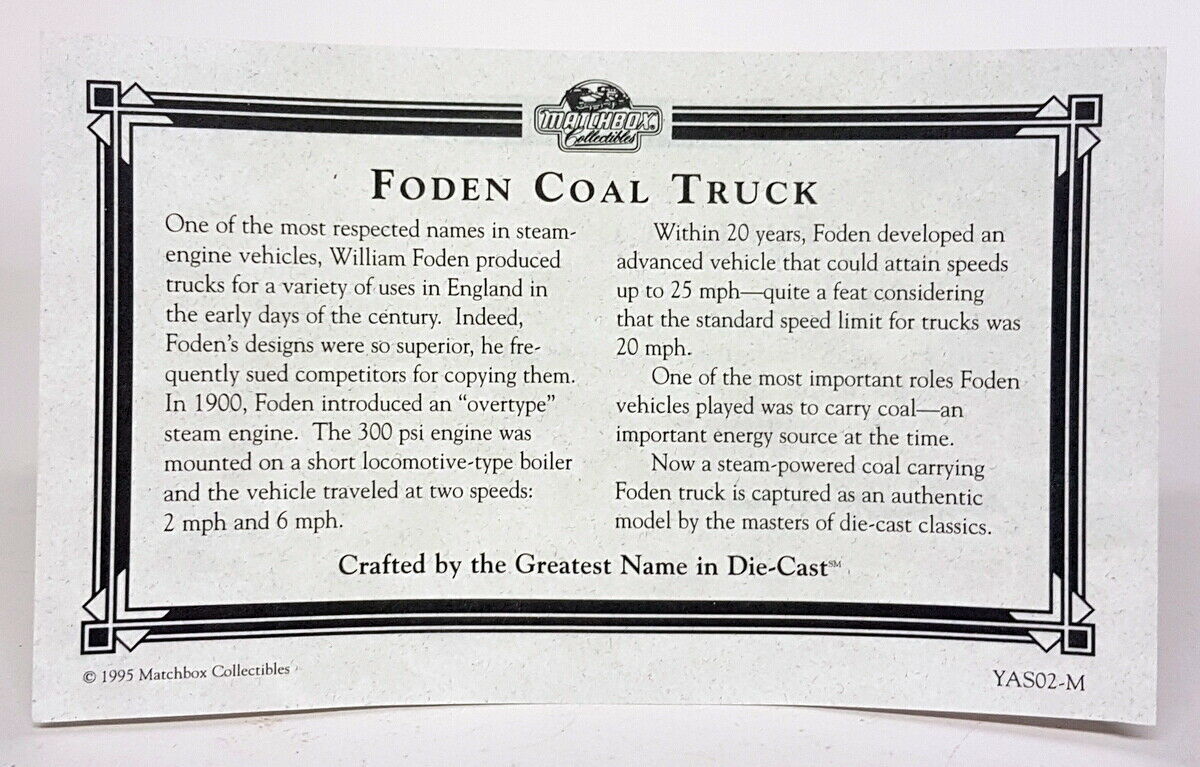 MATCHBOX
Collectibles
FODEN COAL TRUCK
One of the most respected names in steam-
engine vehicles, William Foden produced
trucks for a variety of uses in England in
the early days of the century. Indeed,
Foden's designs were so superior, he fre-
quently sued competitors for copying them.
In 1900, Foden introduced an "overtype"
steam engine. The 300 psi engine was
mounted on a short locomotive-type boiler
and the vehicle traveled at two speeds:
2 mph and 6 mph.
Within 20 years, Foden developed an
advanced vehicle that could attain speeds
up to 25 mph—quite a feat considering
that the standard speed limit for trucks was
20 mph.
One of the most important roles Foden
vehicles played was to carry coal—an
important energy source at the time.
Now a steam-powered coal carrying
Foden truck is captured as an authentic
model by the masters of die-cast classics.
Crafted by the Greatest Name in Die-Cast℠
© 1995 Matchbox Collectibles
YAS02-M